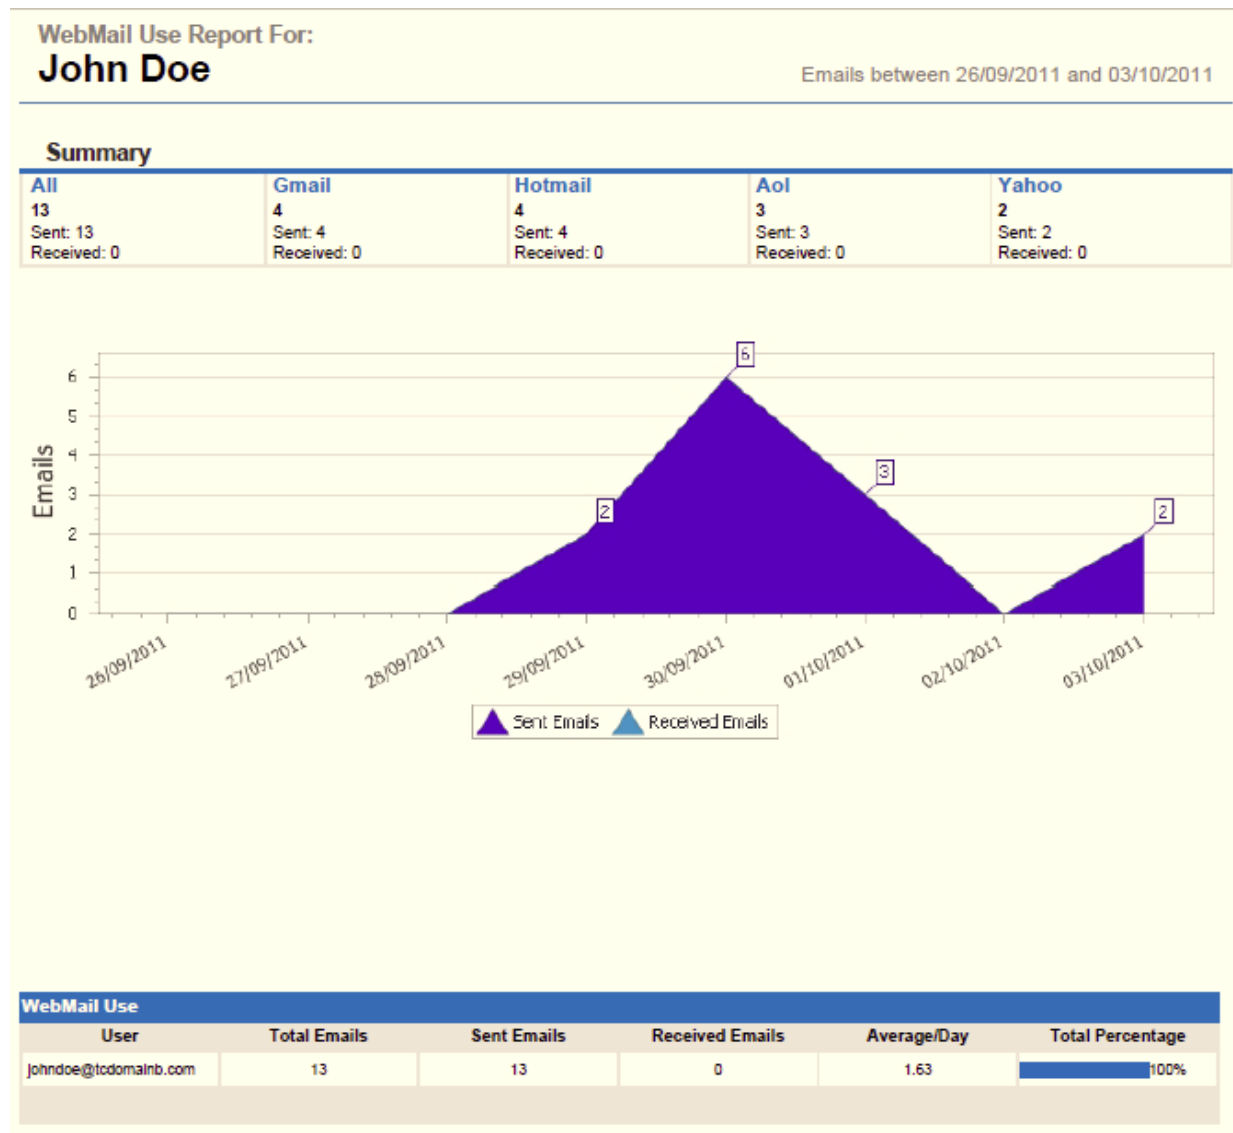 WebMail Use Report For:
John Doe
Emails between 26/09/2011 and 03/10/2011
Summary
All Gmail Hotmail Aol Yahoo
13 4 4 3 2
Sent: 13 Sent: 4 Sent: 4 Sent: 3 Sent: 2
Received: 0 Received: 0 Received: 0 Received: 0 Received: 0
Emails
6
5
4
3
2
1
0
2
6
3
2
26/09/2011 27/09/2011 28/09/2011 29/09/2011 30/09/2011 01/10/2011 02/10/2011 03/10/2011
Sent Emails Received Emails
WebMail Use
User Total Emails Sent Emails Received Emails Average/Day Total Percentage
johndoe@tcdomainb.com 13 13 0 1.63 100%